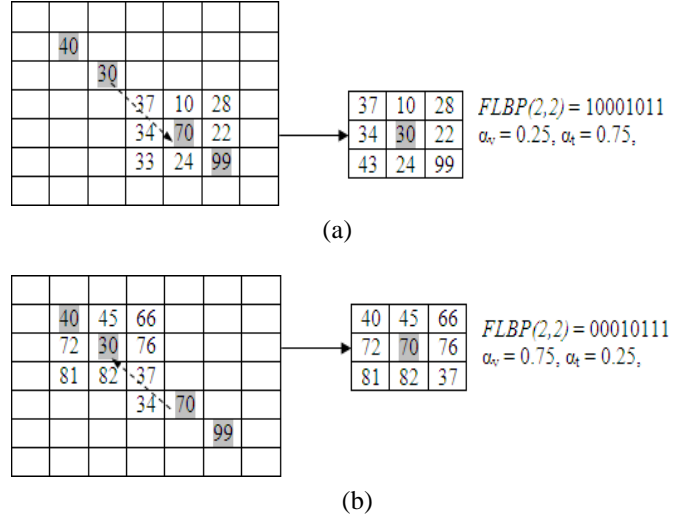 40
30
37 10 28
34 70 22
33 24 99
37 10 28
34 30 22
43 24 99
FLBP(2,2) = 10001011
αv = 0.25, αt = 0.75,
(a)
40 45 66
72 30 76
81 82 37
34 70
99
40 45 66
72 70 76
81 82 37
FLBP(2,2) = 00010111
αv = 0.75, αt = 0.25,
(b)